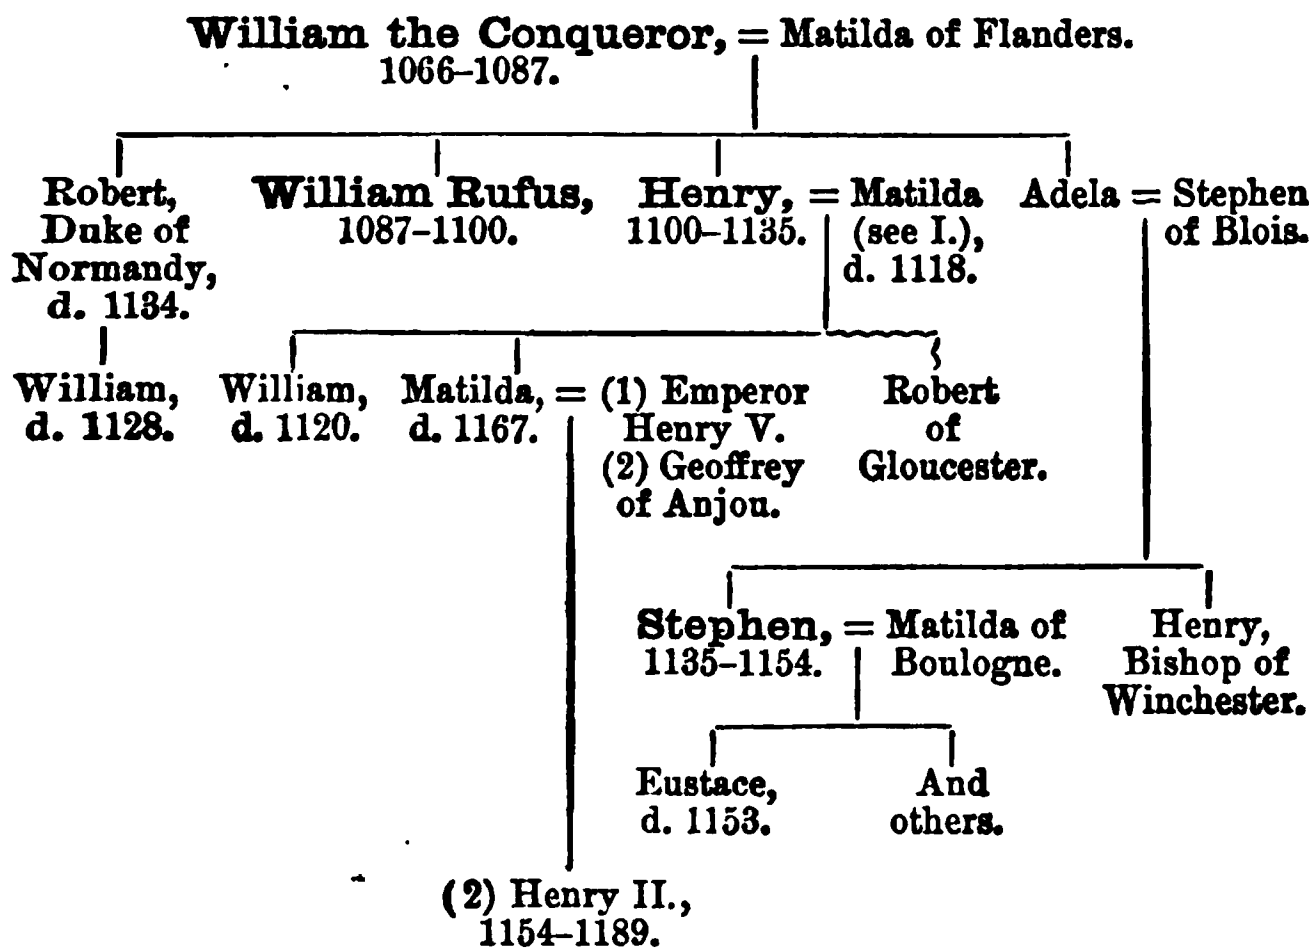 William the Conqueror, = Matilda of Flanders.
1066–1087.
Robert,
Duke of
Normandy,
d. 1134.
William Rufus,
1087–1100.
Henry, = Matilda
1100–1135. (see I.),
d. 1118.
Adela = Stephen
of Blois.
William,
d. 1128.
William,
d. 1120.
Matilda, = (1) Emperor
d. 1167. Henry V.
(2) Geoffrey
of Anjou.
Robert
of
Gloucester.
Stephen, = Matilda of
1135–1154. Boulogne.
Henry,
Bishop of
Winchester.
Eustace,
d. 1153.
And
others.
(2) Henry II.,
1154–1189.